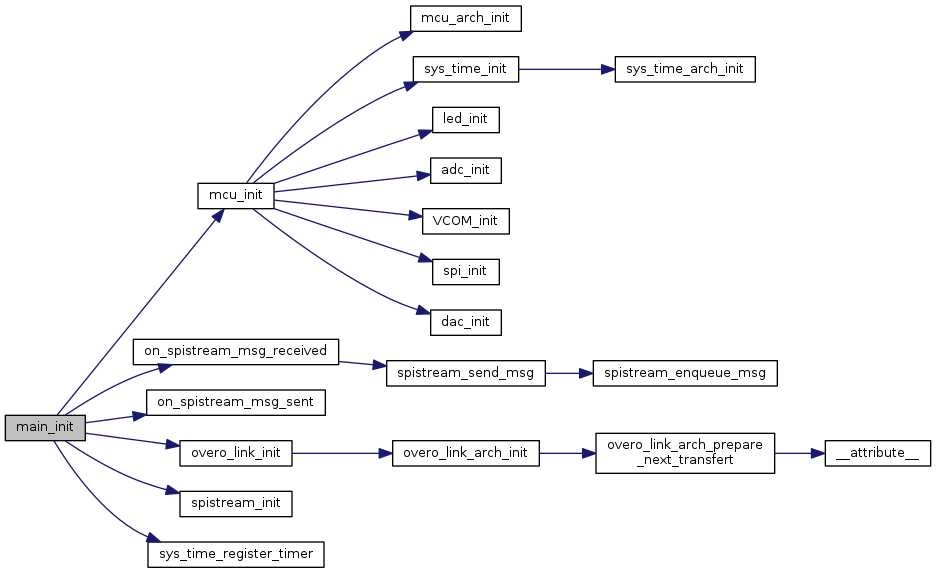 mcu_arch_init
sys_time_init
sys_time_arch_init
led_init
adc_init
mcu_init
VCOM_init
spi_init
dac_init
on_spistream_msg_received
spistream_send_msg
spistream_enqueue_msg
on_spistream_msg_sent
main_init
overo_link_init
overo_link_arch_init
overo_link_arch_prepare
_next_transfert
__attribute__
spistream_init
sys_time_register_timer